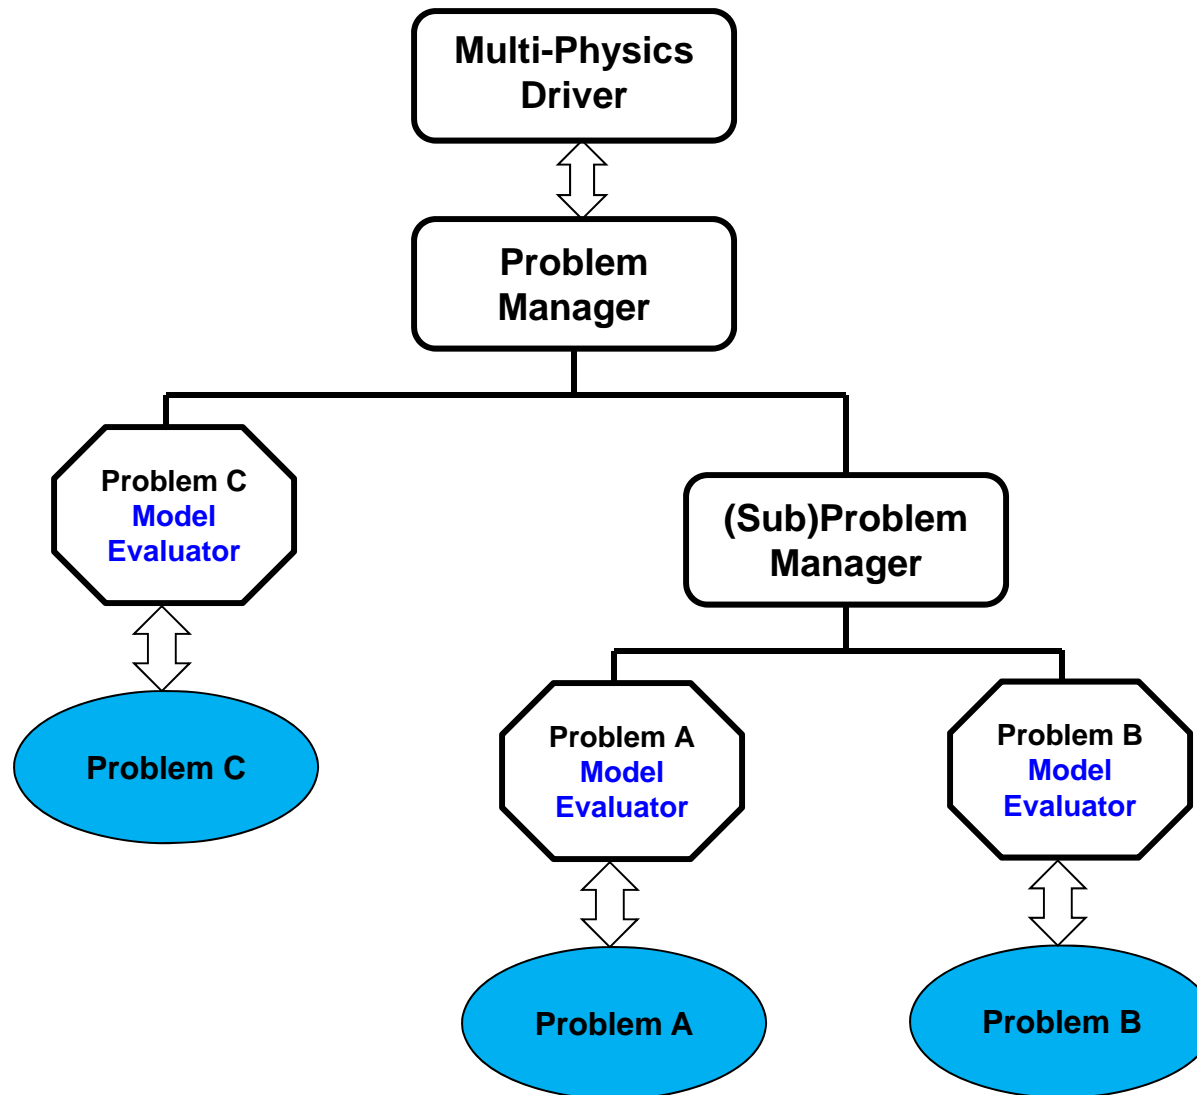 Multi-Physics
Driver
Problem
Manager
Problem C
Model
Evaluator
(Sub)Problem
Manager
Problem C
Problem A
Model
Evaluator
Problem B
Model
Evaluator
Problem A
Problem B